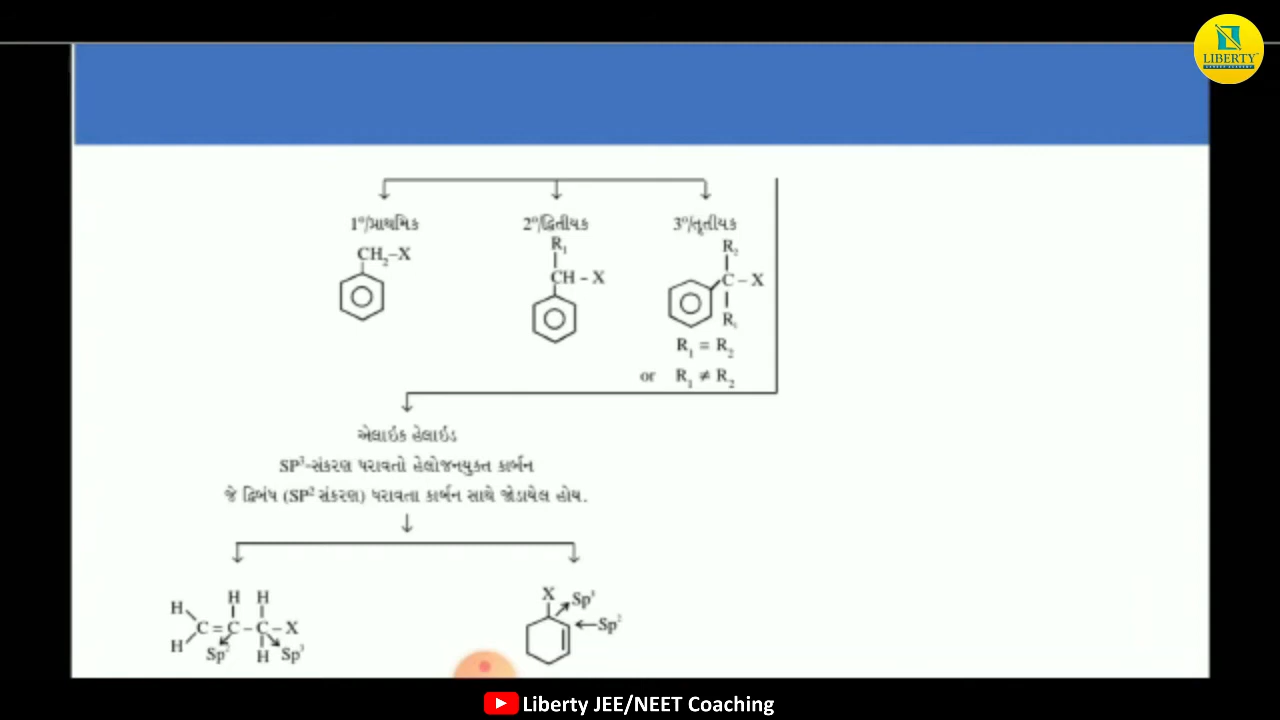 LIBERTY
1°/પ્રાથમિક 2°/દ્વિતીયક 3°/તૃતીયક
CH₂–X
R₁
CH – X
R₂
C – X
R₁
R₁ = R₂
or R₁ ≠ R₂
એલાઇક હેલાઇડ
SP³-સંકરણ ધરાવતો હેલોજનયુક્ત કાર્બન
જે દ્વિબંધ (SP² સંકરણ) ધરાવતા કાર્બન સાથે જોડાયેલ હોય.
H H H
C = C – C – X
H Sp² H Sp³
X Sp³
Sp²
Liberty JEE/NEET Coaching